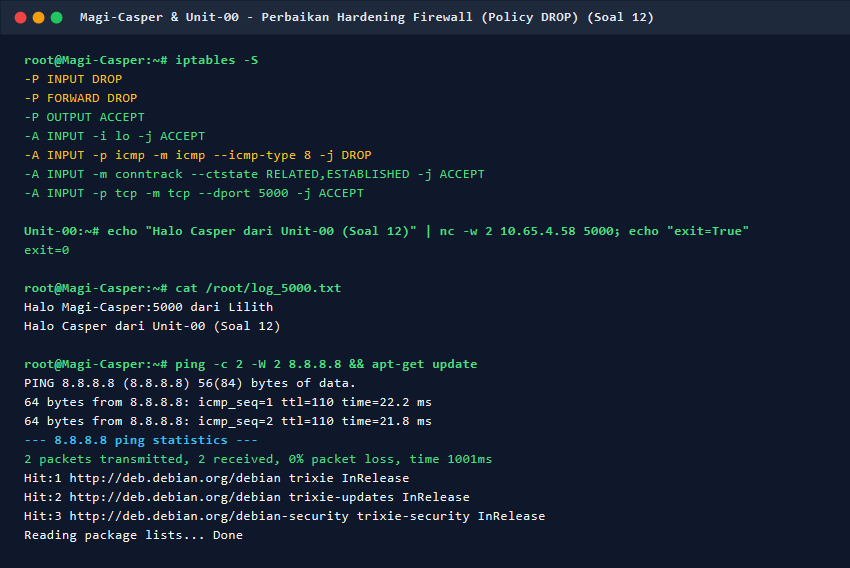 Magi-Casper & Unit-00 - Perbaikan Hardening Firewall (Policy DROP) (Soal 12)
root@Magi-Casper:~# iptables -S
-P INPUT DROP
-P FORWARD DROP
-P OUTPUT ACCEPT
-A INPUT -i lo -j ACCEPT
-A INPUT -p icmp -m icmp --icmp-type 8 -j DROP
-A INPUT -m conntrack --ctstate RELATED,ESTABLISHED -j ACCEPT
-A INPUT -p tcp -m tcp --dport 5000 -j ACCEPT
Unit-00:~# echo "Halo Casper dari Unit-00 (Soal 12)" | nc -w 2 10.65.4.58 5000; echo "exit=True"
exit=0
root@Magi-Casper:~# cat /root/log_5000.txt
Halo Magi-Casper:5000 dari Lilith
Halo Casper dari Unit-00 (Soal 12)
root@Magi-Casper:~# ping -c 2 -W 2 8.8.8.8 && apt-get update
PING 8.8.8.8 (8.8.8.8) 56(84) bytes of data.
64 bytes from 8.8.8.8: icmp_seq=1 ttl=110 time=22.2 ms
64 bytes from 8.8.8.8: icmp_seq=2 ttl=110 time=21.8 ms
--- 8.8.8.8 ping statistics ---
2 packets transmitted, 2 received, 0% packet loss, time 1001ms
Hit:1 http://deb.debian.org/debian trixie InRelease
Hit:2 http://deb.debian.org/debian trixie-updates InRelease
Hit:3 http://deb.debian.org/debian-security trixie-security InRelease
Reading package lists... Done